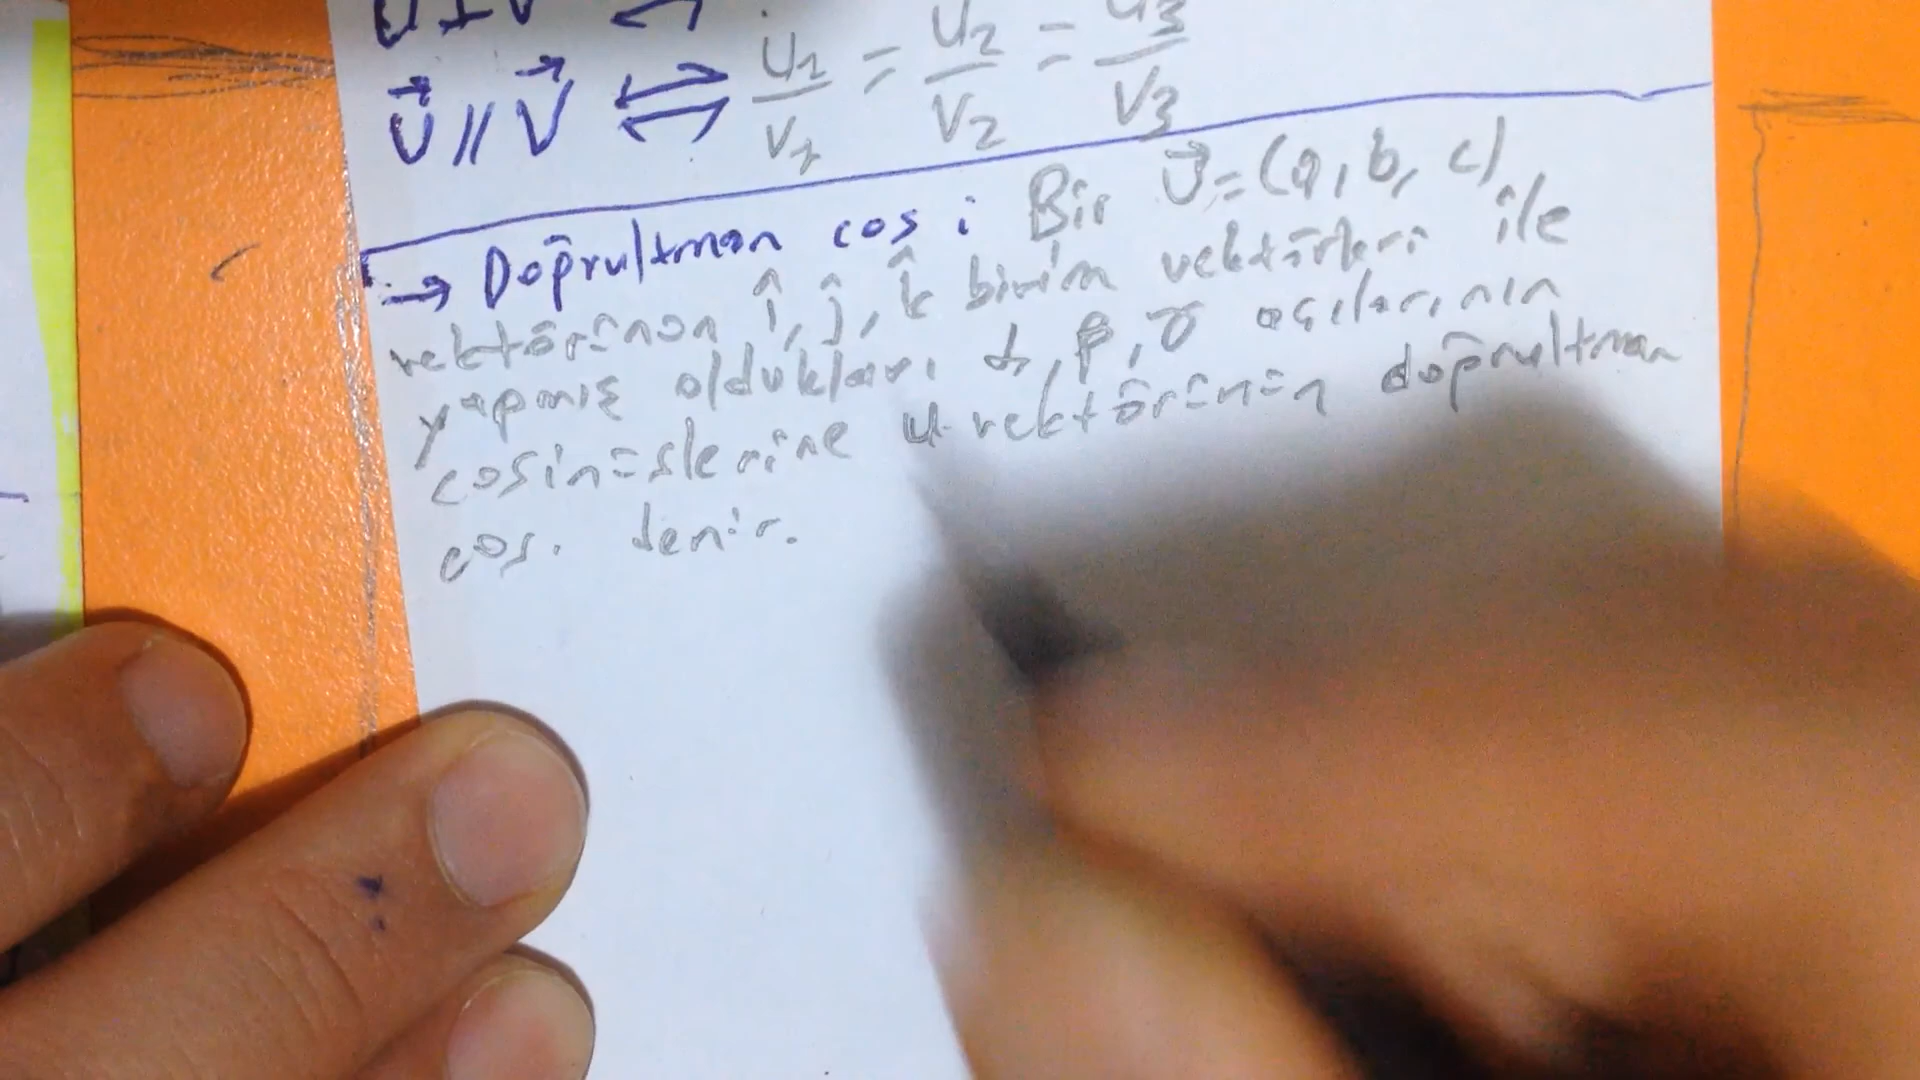 U ⊥ V ⇔
U⃗ // V⃗ ⇔ u1/v1 = u2/v2 = u3/v3
→ Doğrultman cos : Bir U⃗ = (a, b, c)
vektörünün î, ĵ, k̂ birim vektörleri ile
yapmış oldukları α, β, γ açılarının
cosinüslerine u vektörünün doğrultman
cos. denir.